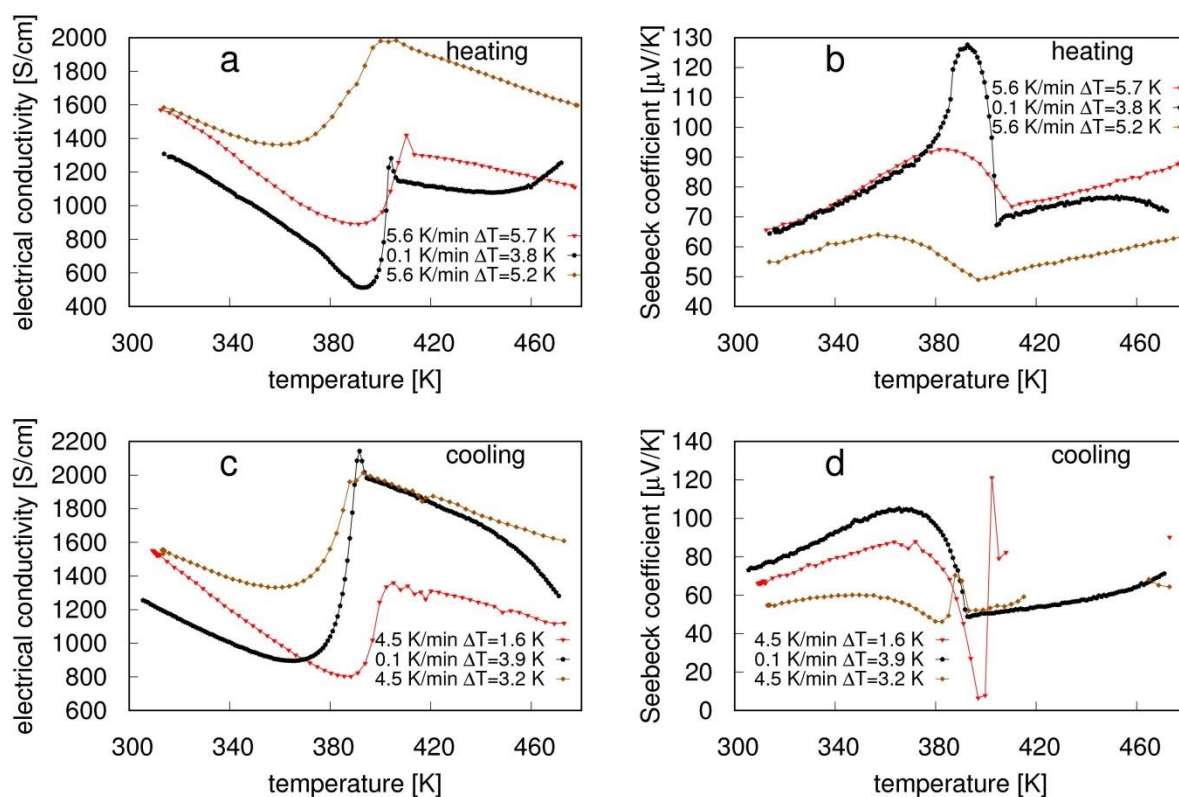 a
heating
electrical conductivity [S/cm]
2000
1800
1600
1400
1200
1000
800
600
400
5.6 K/min ΔT=5.7 K
0.1 K/min ΔT=3.8 K
5.6 K/min ΔT=5.2 K
300 340 380 420 460
temperature [K]
b
heating
Seebeck coefficient [μV/K]
130
120
110
100
90
80
70
60
50
40
5.6 K/min ΔT=5.7 K
0.1 K/min ΔT=3.8 K
5.6 K/min ΔT=5.2 K
300 340 380 420 460
temperature [K]
c
cooling
electrical conductivity [S/cm]
2200
2000
1800
1600
1400
1200
1000
800
600
4.5 K/min ΔT=1.6 K
0.1 K/min ΔT=3.9 K
4.5 K/min ΔT=3.2 K
300 340 380 420 460
temperature [K]
d
cooling
Seebeck coefficient [μV/K]
140
120
100
80
60
40
20
0
4.5 K/min ΔT=1.6 K
0.1 K/min ΔT=3.9 K
4.5 K/min ΔT=3.2 K
300 340 380 420 460
temperature [K]